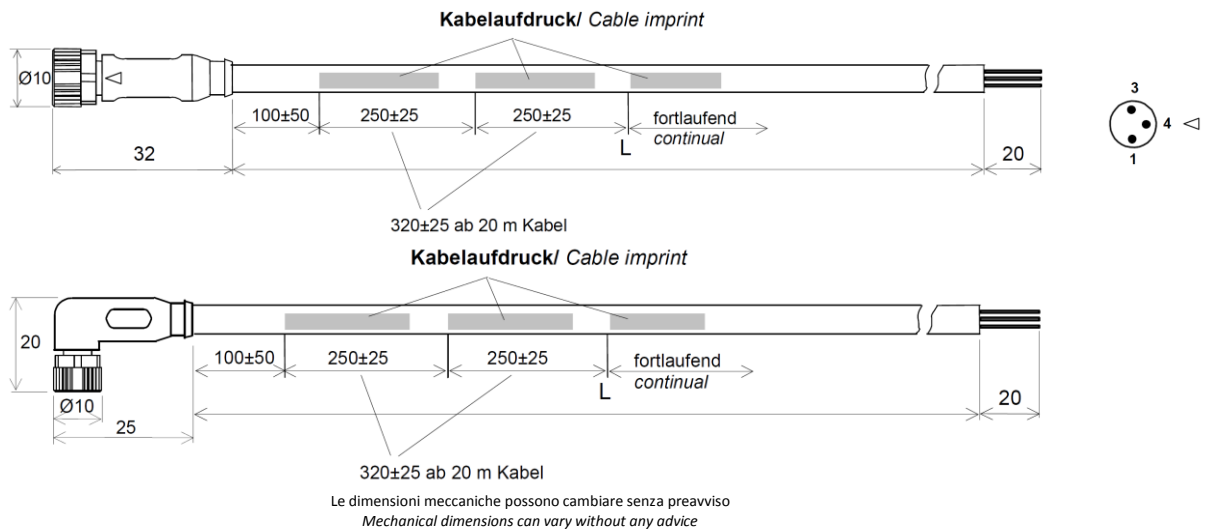 Kabelaufdruck/ Cable imprint
Ø10
100±50
250±25
250±25
fortlaufend
continual
L
32
20
320±25 ab 20 m Kabel
3
4
1
Kabelaufdruck/ Cable imprint
20
100±50
250±25
250±25
fortlaufend
continual
L
Ø10
25
20
320±25 ab 20 m Kabel
Le dimensioni meccaniche possono cambiare senza preavviso
Mechanical dimensions can vary without any advice